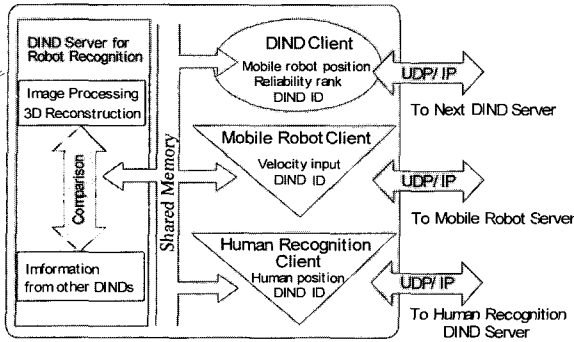 DIND Server for
Robot Recognition
Image Processing
3D Reconstruction
Comparison
Imformation
from other DINDs
Shared Memory
DIND Client
Mobile robot position
Reliability rank
DIND ID
UDP/ IP
To Next DIND Server
Mobile Robot Client
Velocity input
DIND ID
UDP/ IP
To Mobile Robot Server
Human Recognition
Client
Human position
DIND ID
UDP/ IP
To Human Recognition
DIND Server